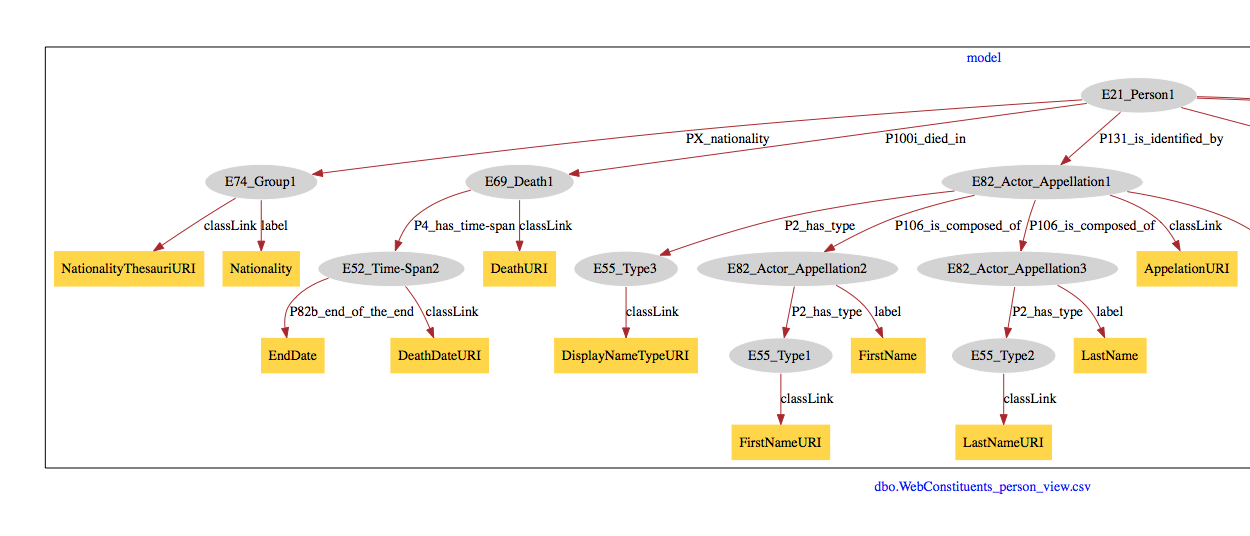 model
E21_Person1
PX_nationality
P100i_died_in
P131_is_identified_by
E74_Group1
E69_Death1
E82_Actor_Appellation1
classLink
label
P4_has_time-span
classLink
P2_has_type
P106_is_composed_of
P106_is_composed_of
classLink
NationalityThesauriURI
Nationality
E52_Time-Span2
DeathURI
E55_Type3
E82_Actor_Appellation2
E82_Actor_Appellation3
AppelationURI
P82b_end_of_the_end
classLink
classLink
P2_has_type
label
P2_has_type
label
EndDate
DeathDateURI
DisplayNameTypeURI
E55_Type1
FirstName
E55_Type2
LastName
classLink
classLink
FirstNameURI
LastNameURI
dbo.WebConstituents_person_view.csv